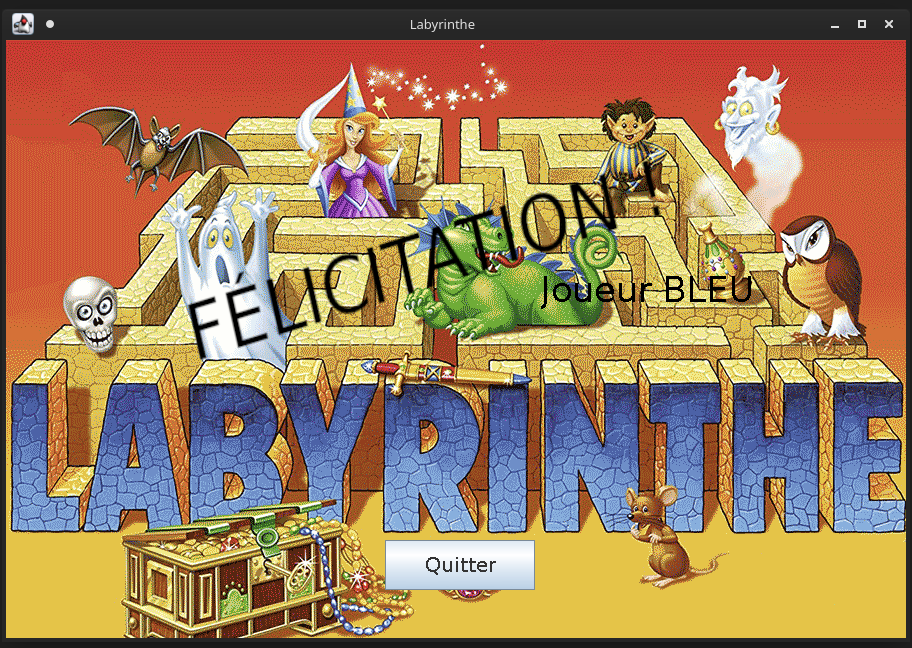 Labyrinthe
FÉLICITATION !
Joueur BLEU
LABYRINTHE
Quitter